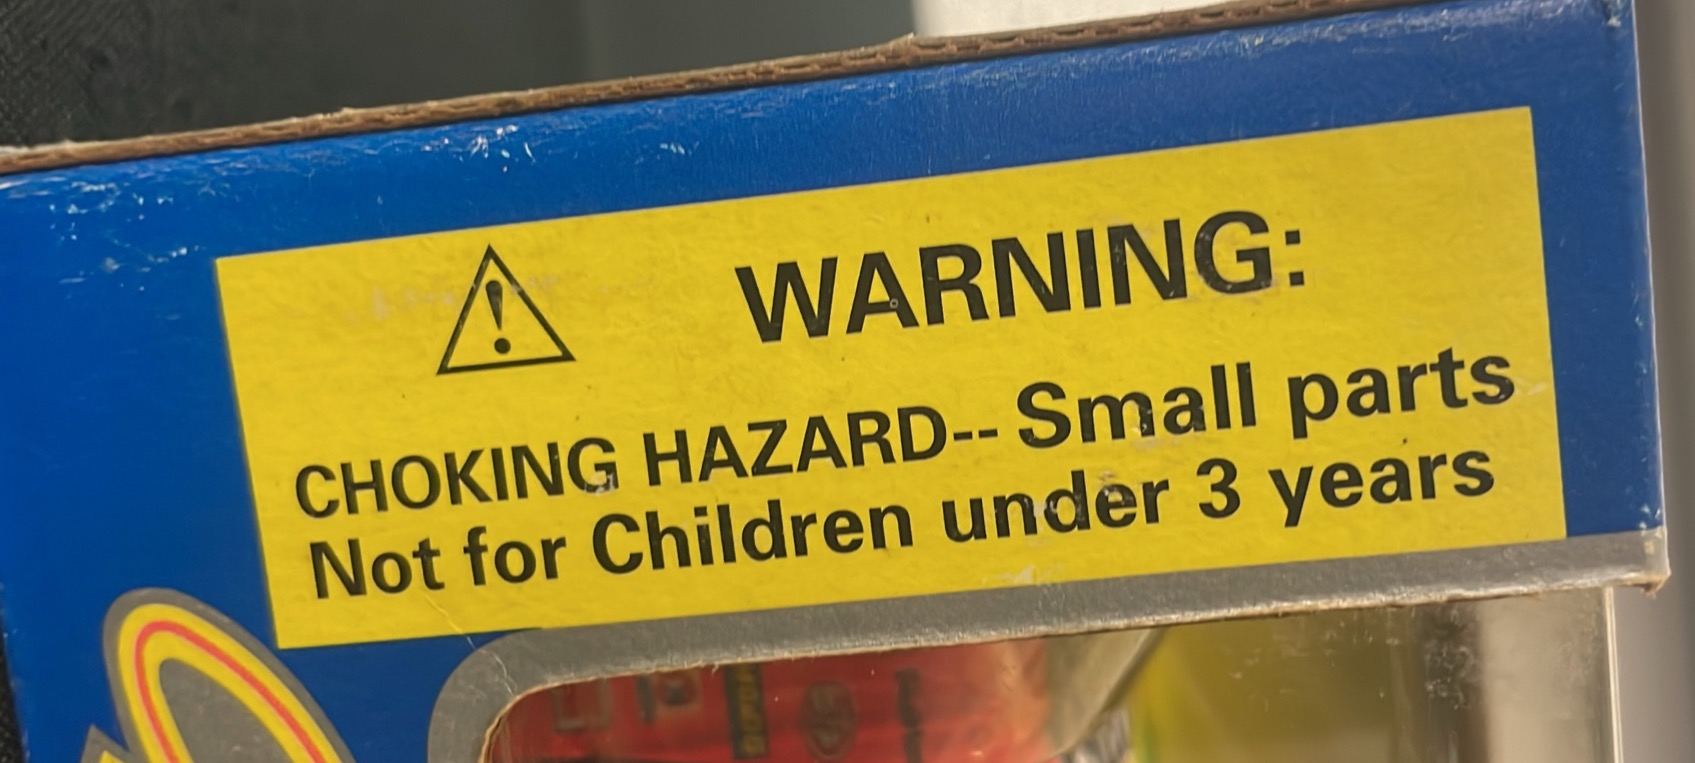 WARNING:
CHOKING HAZARD-- Small parts
Not for Children under 3 years